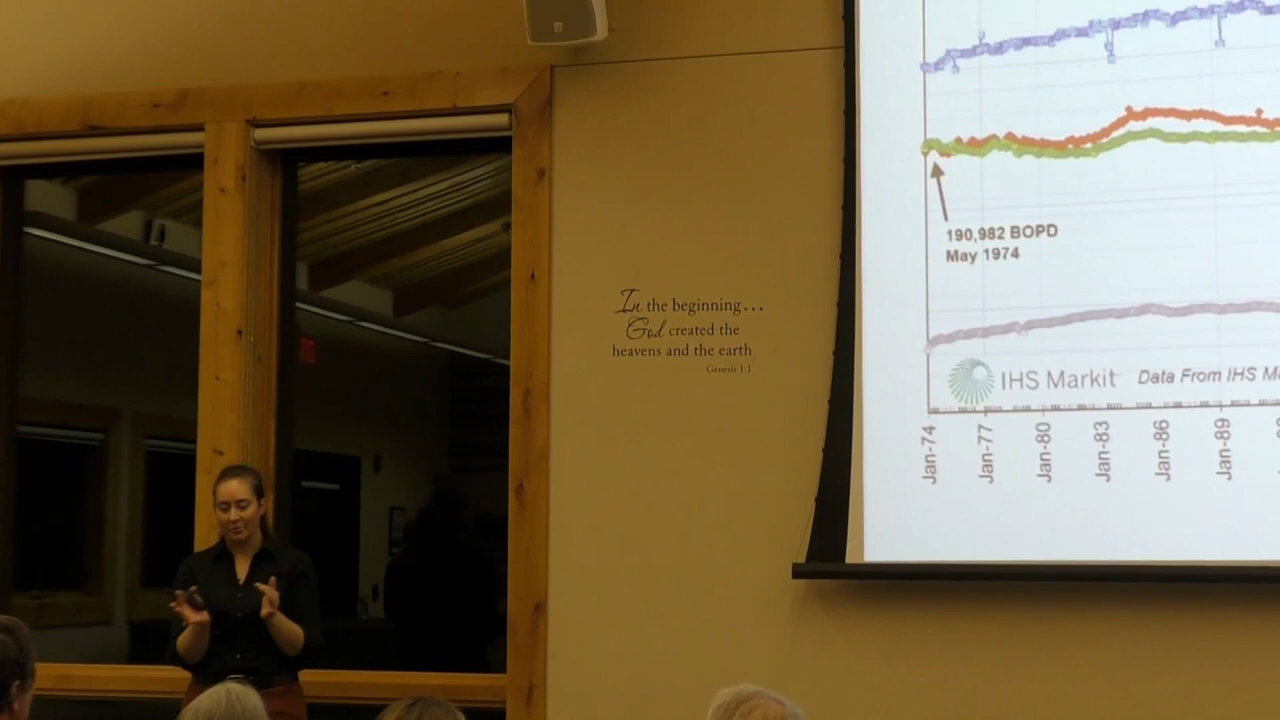 In the beginning...
God created the
heavens and the earth
Genesis 1:1
190,982 BOPD
May 1974
IHS Markit Data From IHS
Jan-74
Jan-77
Jan-80
Jan-83
Jan-86
Jan-89